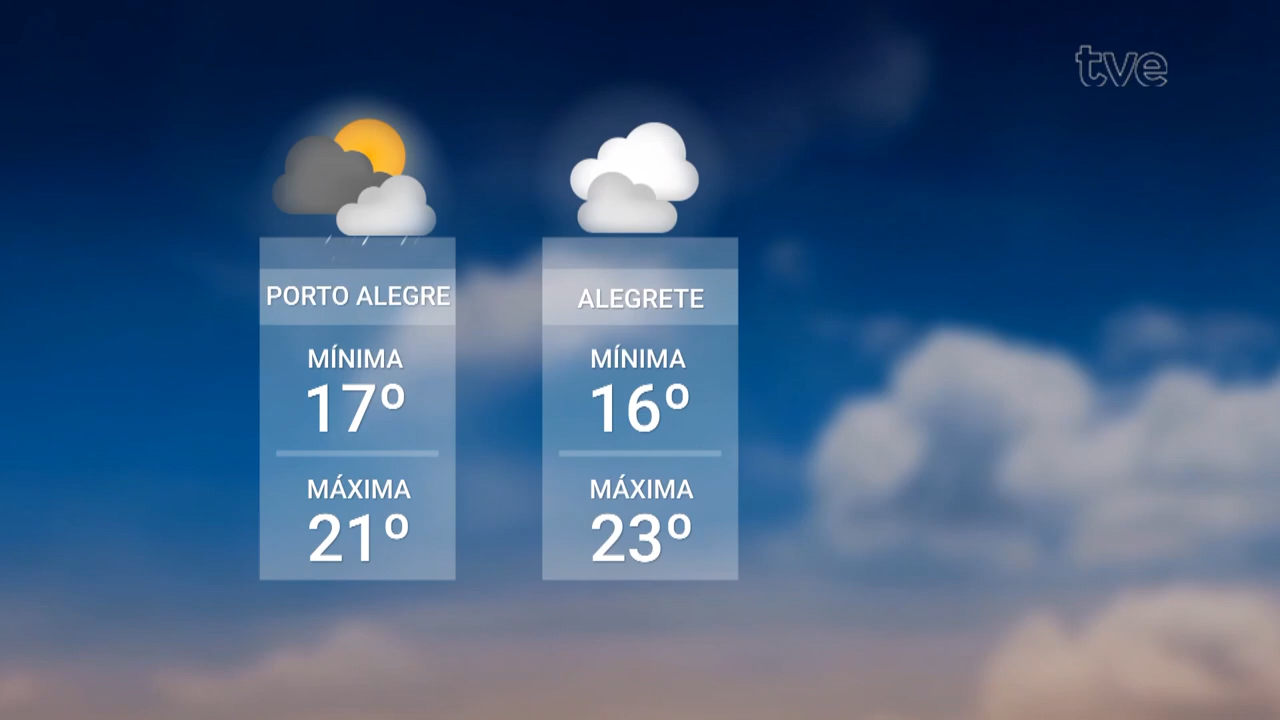 tve
PORTO ALEGRE
MÍNIMA
17º
MÁXIMA
21º
ALEGRETE
MÍNIMA
16º
MÁXIMA
23º